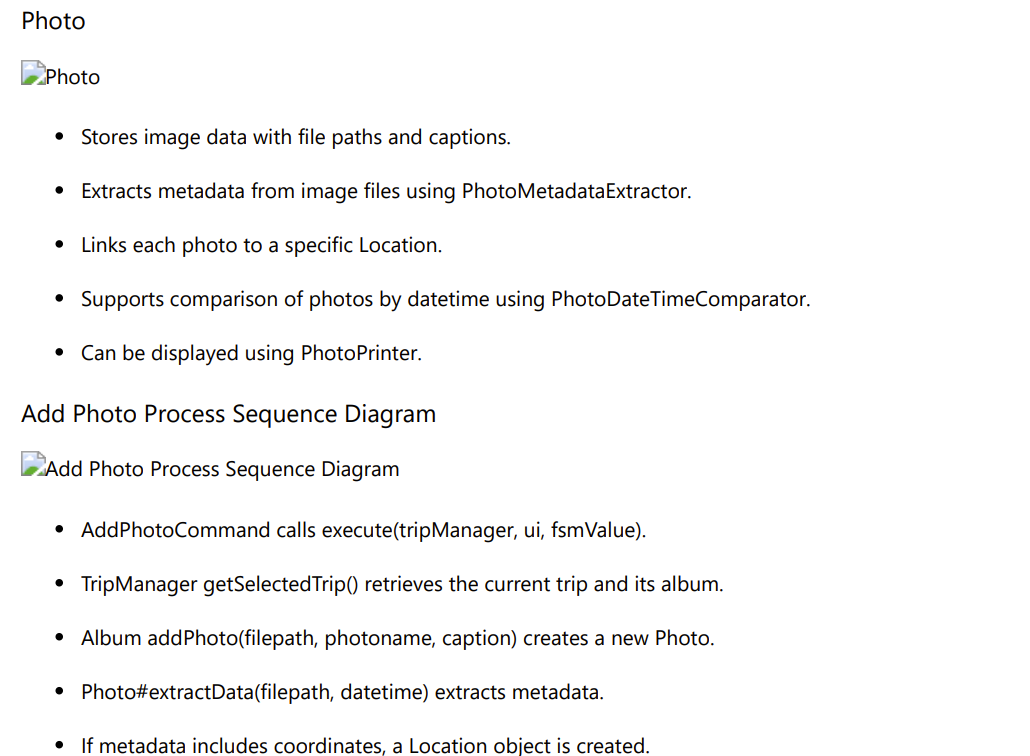 Photo
Photo
• Stores image data with file paths and captions.
• Extracts metadata from image files using PhotoMetadataExtractor.
• Links each photo to a specific Location.
• Supports comparison of photos by datetime using PhotoDateTimeComparator.
• Can be displayed using PhotoPrinter.
Add Photo Process Sequence Diagram
Add Photo Process Sequence Diagram
• AddPhotoCommand calls execute(tripManager, ui, fsmValue).
• TripManager getSelectedTrip() retrieves the current trip and its album.
• Album addPhoto(filepath, photoname, caption) creates a new Photo.
• Photo#extractData(filepath, datetime) extracts metadata.
• If metadata includes coordinates, a Location object is created.